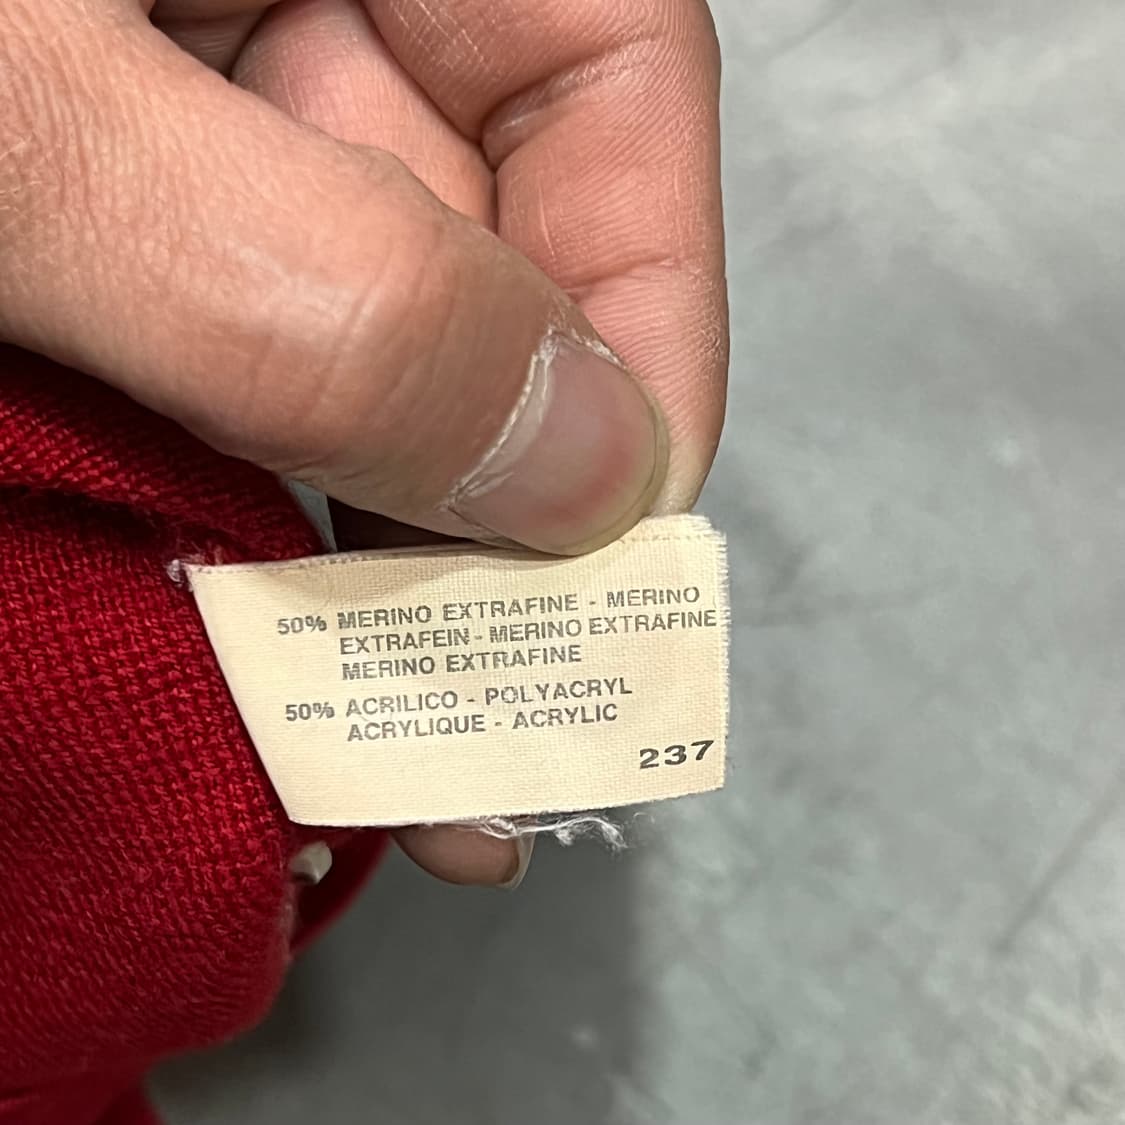 50% MERINO EXTRAFINE - MERINO
EXTRAFEIN - MERINO EXTRAFINE
MERINO EXTRAFINE
50% ACRILICO - POLYACRYL
ACRYLIQUE - ACRYLIC
237